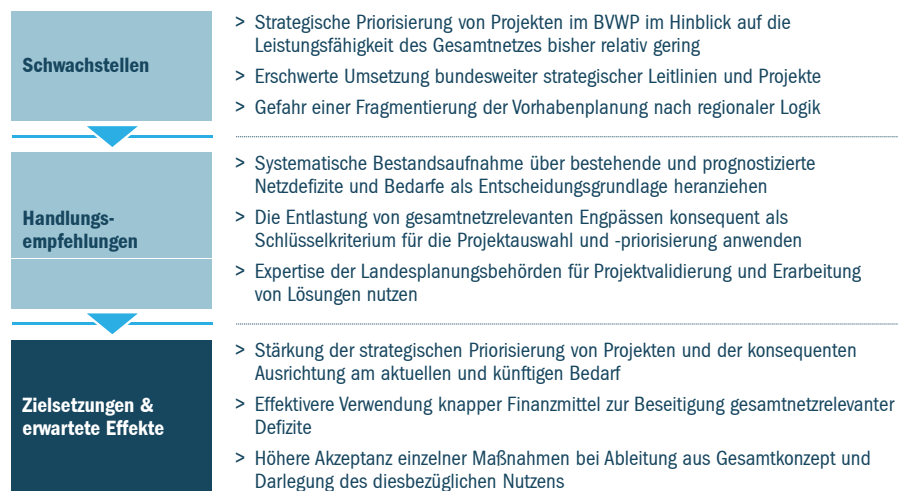 Schwachstellen
> Strategische Priorisierung von Projekten im BVWP im Hinblick auf die
Leistungsfähigkeit des Gesamtnetzes bisher relativ gering
> Erschwerte Umsetzung bundesweiter strategischer Leitlinien und Projekte
> Gefahr einer Fragmentierung der Vorhabenplanung nach regionaler Logik
Handlungs-
empfehlungen
> Systematische Bestandsaufnahme über bestehende und prognostizierte
Netzdefizite und Bedarfe als Entscheidungsgrundlage heranziehen
> Die Entlastung von gesamtnetzrelevanten Engpässen konsequent als
Schlüsselkriterium für die Projektauswahl und -priorisierung anwenden
> Expertise der Landesplanungsbehörden für Projektvalidierung und Erarbeitung
von Lösungen nutzen
Zielsetzungen &
erwartete Effekte
> Stärkung der strategischen Priorisierung von Projekten und der konsequenten
Ausrichtung am aktuellen und künftigen Bedarf
> Effektivere Verwendung knapper Finanzmittel zur Beseitigung gesamtnetzrelevanter
Defizite
> Höhere Akzeptanz einzelner Maßnahmen bei Ableitung aus Gesamtkonzept und
Darlegung des diesbezüglichen Nutzens